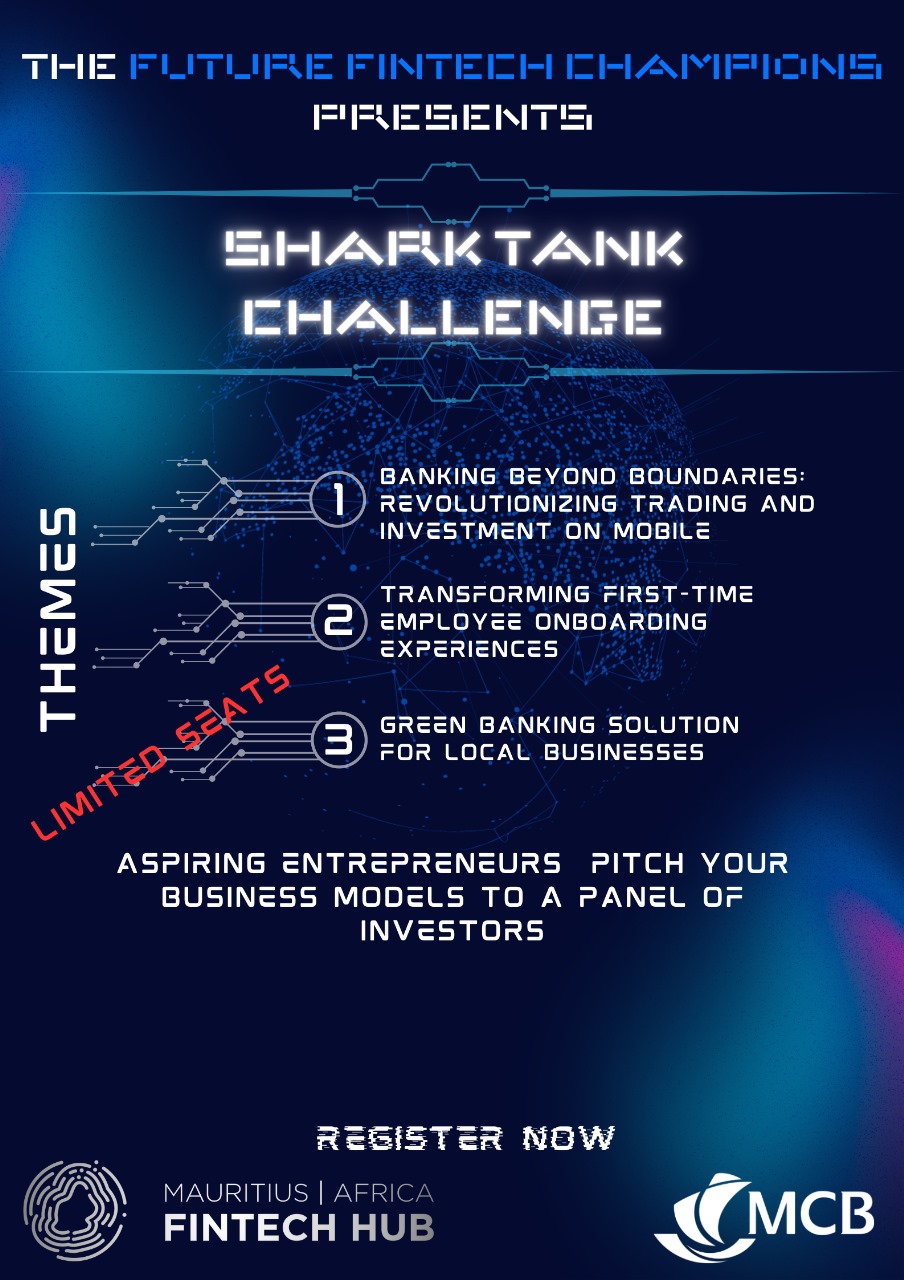 THE FUTURE FINTECH CHAMPIONS
PRESENTS
SHARK TANK
CHALLENGE
THEMES
1
BANKING BEYOND BOUNDARIES:
REVOLUTIONIZING TRADING AND
INVESTMENT ON MOBILE
2
TRANSFORMING FIRST-TIME
EMPLOYEE ONBOARDING
EXPERIENCES
3
GREEN BANKING SOLUTION
FOR LOCAL BUSINESSES
LIMITED SEATS
ASPIRING ENTREPRENEURS PITCH YOUR
BUSINESS MODELS TO A PANEL OF
INVESTORS
REGISTER NOW
MAURITIUS | AFRICA
FINTECH HUB
MCB